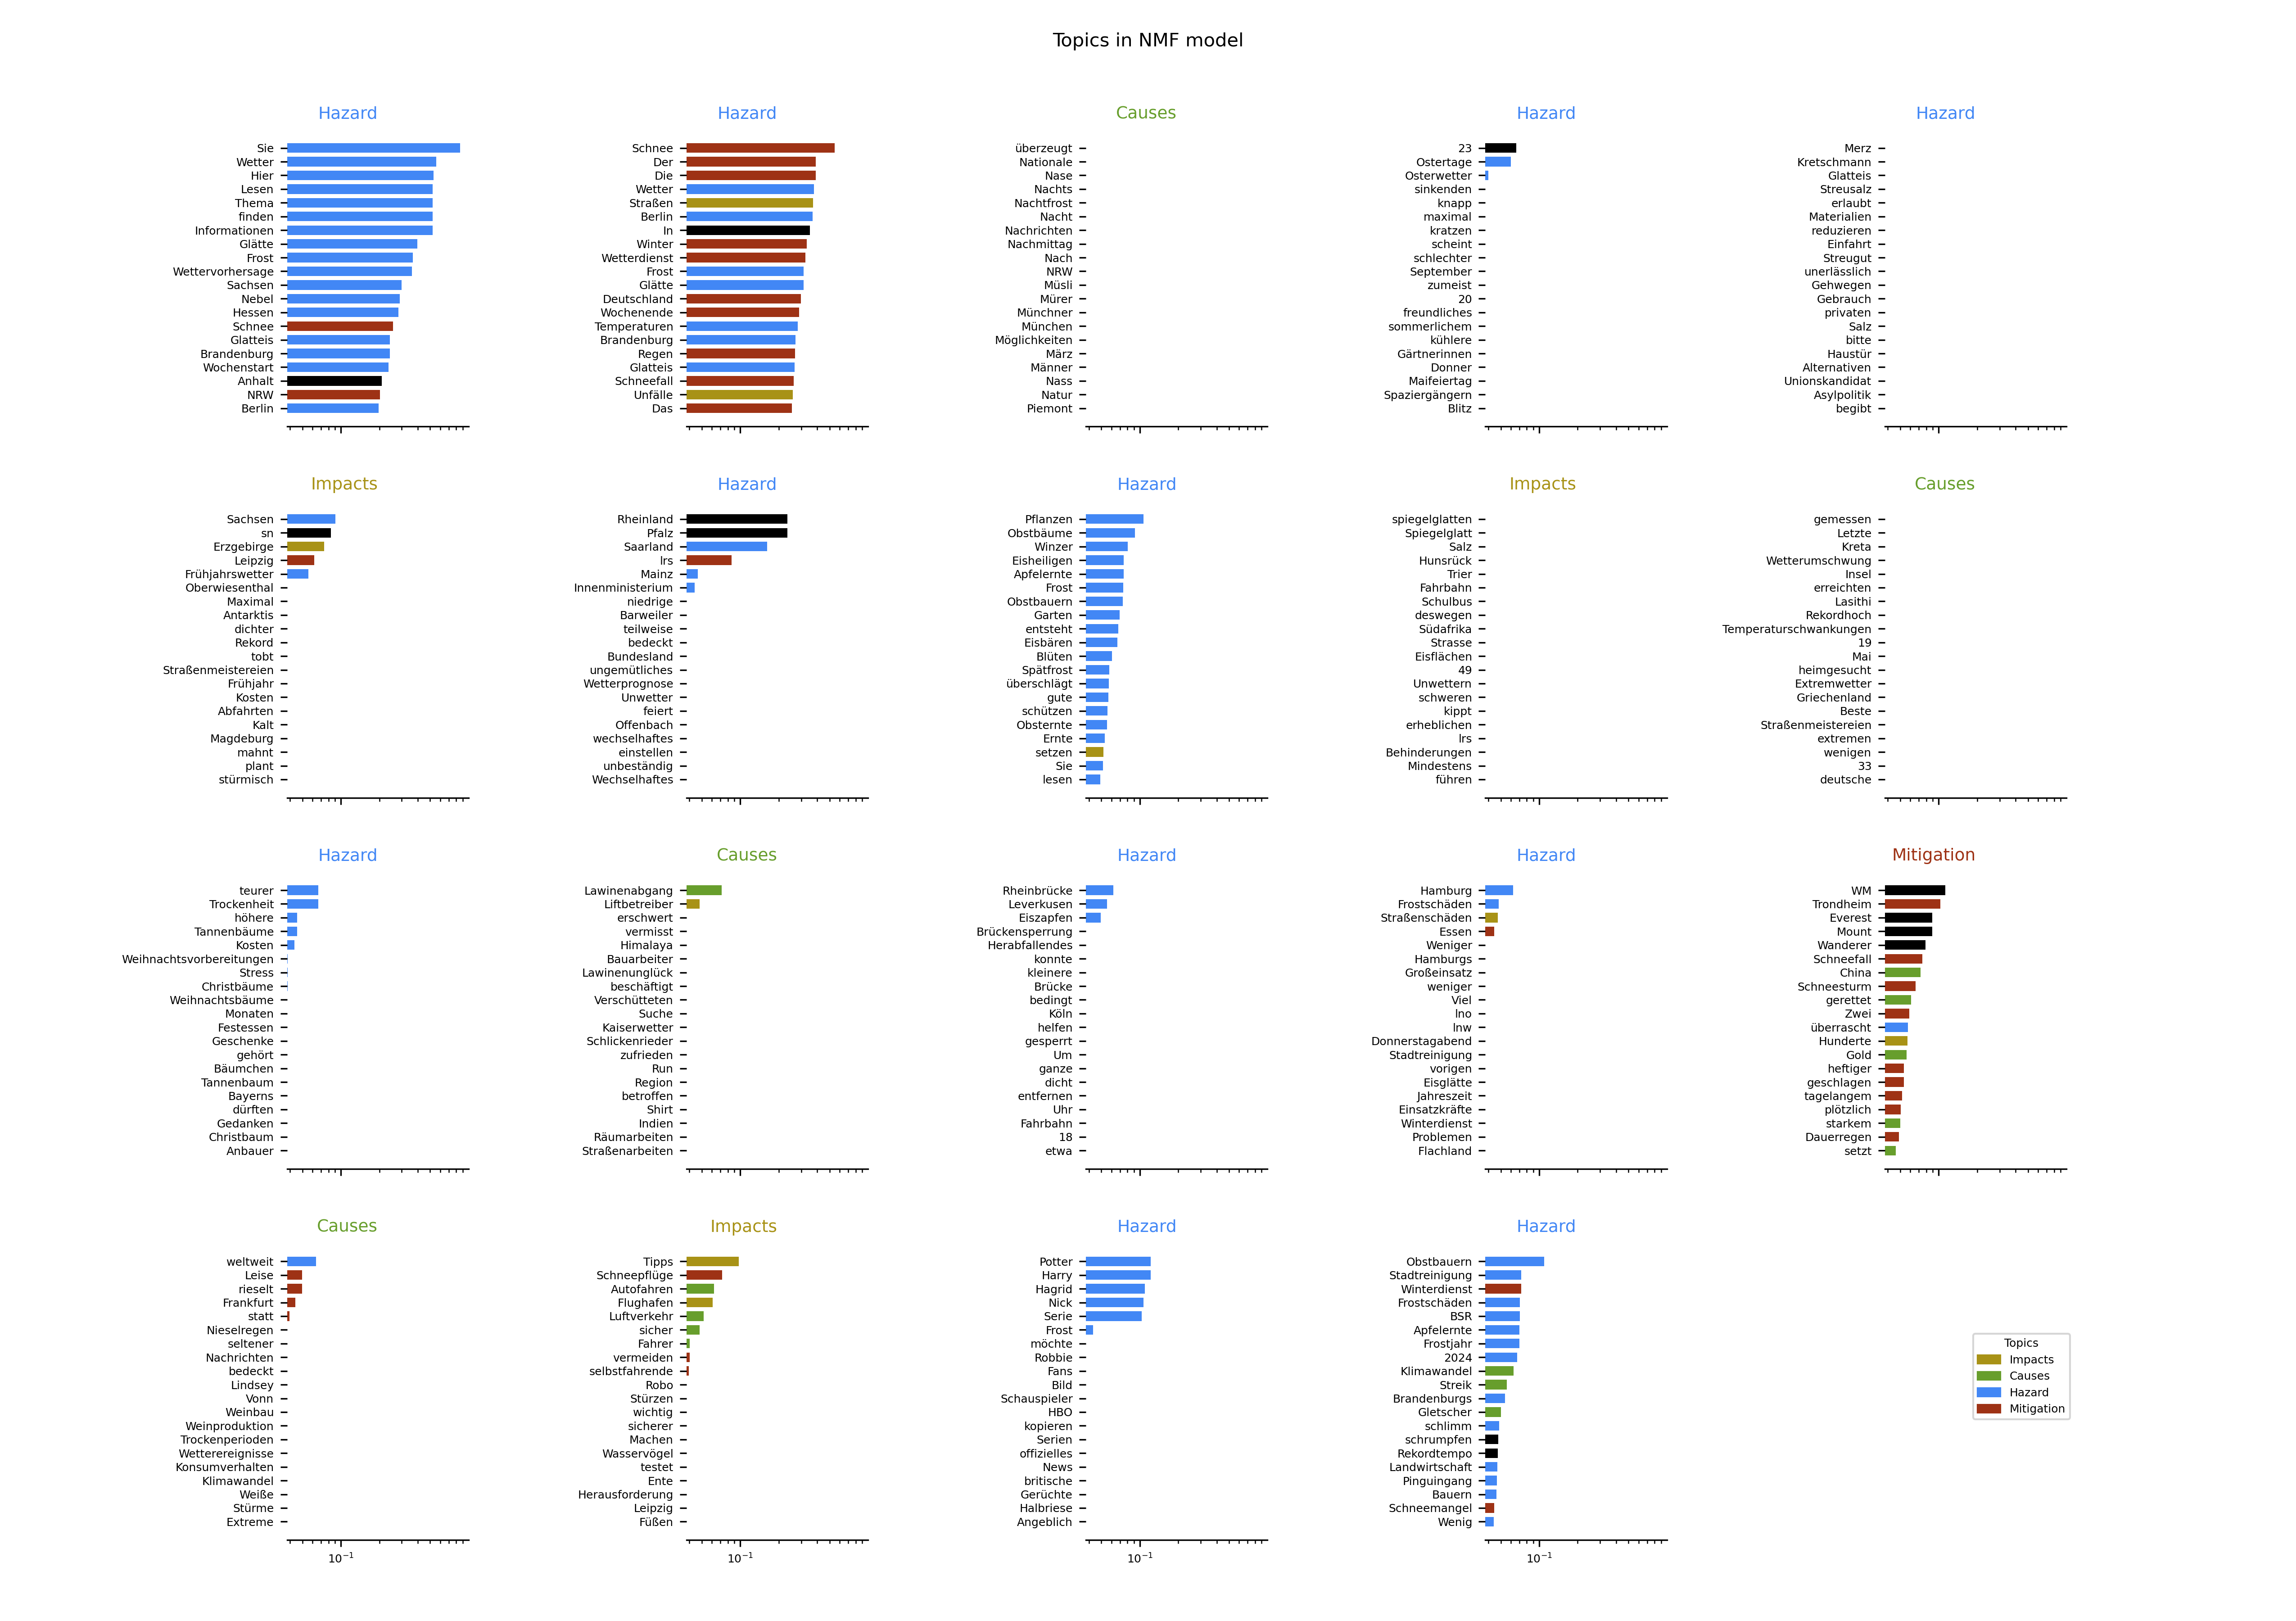 Topics in NMF model
Hazard
Sie
Wetter
Hier
Lesen
Thema
finden
Informationen
Glätte
Frost
Wettervorhersage
Sachsen
Nebel
Hessen
Schnee
Glatteis
Brandenburg
Wochenstart
Anhalt
NRW
Berlin
Hazard
Schnee
Der
Die
Wetter
Straßen
Berlin
In
Winter
Wetterdienst
Frost
Glätte
Deutschland
Wochenende
Temperaturen
Brandenburg
Regen
Glatteis
Schneefall
Unfälle
Das
Causes
überzeugt
Nationale
Nase
Nachts
Nachtfrost
Nacht
Nachrichten
Nachmittag
Nach
NRW
Müsli
Mürer
Münchner
München
Möglichkeiten
März
Männer
Nass
Natur
Piemont
Hazard
23
Ostertage
Osterwetter
sinkenden
knapp
maximal
kratzen
scheint
schlechter
September
zumeist
20
freundliches
sommerlichem
kühlere
Gärtnerinnen
Donner
Maifeiertag
Spaziergängern
Blitz
Hazard
Merz
Kretschmann
Glatteis
Streusalz
erlaubt
Materialien
reduzieren
Einfahrt
Streugut
unerlässlich
Gehwegen
Gebrauch
privaten
Salz
bitte
Haustür
Alternativen
Unionskandidat
Asylpolitik
begibt
Impacts
Sachsen
sn
Erzgebirge
Leipzig
Frühjahrswetter
Oberwiesenthal
Maximal
Antarktis
dichter
Rekord
tobt
Straßenmeistereien
Frühjahr
Kosten
Abfahrten
Kalt
Magdeburg
mahnt
plant
stürmisch
Hazard
Rheinland
Pfalz
Saarland
lrs
Mainz
Innenministerium
niedrige
Barweiler
teilweise
bedeckt
Bundesland
ungemütliches
Wetterprognose
Unwetter
feiert
Offenbach
wechselhaftes
einstellen
unbeständig
Wechselhaftes
Hazard
Pflanzen
Obstbäume
Winzer
Eisheiligen
Apfelernte
Frost
Obstbauern
Garten
entsteht
Eisbären
Blüten
Spätfrost
überschlägt
gute
schützen
Obsternte
Ernte
setzen
Sie
lesen
Impacts
spiegelglatten
Spiegelglatt
Salz
Hunsrück
Trier
Fahrbahn
Schulbus
deswegen
Südafrika
Strasse
Eisflächen
49
Unwettern
schweren
kippt
erheblichen
lrs
Behinderungen
Mindestens
führen
Causes
gemessen
Letzte
Kreta
Wetterumschwung
Insel
erreichten
Lasithi
Rekordhoch
Temperaturschwankungen
19
Mai
heimgesucht
Extremwetter
Griechenland
Beste
Straßenmeistereien
extremen
wenigen
33
deutsche
Hazard
teurer
Trockenheit
höhere
Tannenbäume
Kosten
Weihnachtsvorbereitungen
Stress
Christbäume
Weihnachtsbäume
Monaten
Festessen
Geschenke
gehört
Bäumchen
Tannenbaum
Bayerns
dürften
Gedanken
Christbaum
Anbauer
Causes
Lawinenabgang
Liftbetreiber
erschwert
vermisst
Himalaya
Bauarbeiter
Lawinenunglück
beschäftigt
Verschütteten
Suche
Kaiserwetter
Schlickenrieder
zufrieden
Run
Region
betroffen
Shirt
Indien
Räumarbeiten
Straßenarbeiten
Hazard
Rheinbrücke
Leverkusen
Eiszapfen
Brückensperrung
Herabfallendes
konnte
kleinere
Brücke
bedingt
Köln
helfen
gesperrt
Um
ganze
dicht
entfernen
Uhr
Fahrbahn
18
etwa
Hazard
Hamburg
Frostschäden
Straßenschäden
Essen
Weniger
Hamburgs
Großeinsatz
weniger
Viel
lno
lnw
Donnerstagabend
Stadtreinigung
vorigen
Eisglätte
Jahreszeit
Einsatzkräfte
Winterdienst
Problemen
Flachland
Mitigation
WM
Trondheim
Everest
Mount
Wanderer
Schneefall
China
Schneesturm
gerettet
Zwei
überrascht
Hunderte
Gold
heftiger
geschlagen
tagelangem
plötzlich
starkem
Dauerregen
setzt
Causes
weltweit
Leise
rieselt
Frankfurt
statt
Nieselregen
seltener
Nachrichten
bedeckt
Lindsey
Vonn
Weinbau
Weinproduktion
Trockenperioden
Wetterereignisse
Konsumverhalten
Klimawandel
Weiße
Stürme
Extreme
10⁻¹
Impacts
Tipps
Schneepflüge
Autofahren
Flughafen
Luftverkehr
sicher
Fahrer
vermeiden
selbstfahrende
Robo
Stürzen
wichtig
sicherer
Machen
Wasservögel
testet
Ente
Herausforderung
Leipzig
Füßen
10⁻¹
Hazard
Potter
Harry
Hagrid
Nick
Serie
Frost
möchte
Robbie
Fans
Bild
Schauspieler
HBO
kopieren
Serien
offizielles
News
britische
Gerüchte
Halbriese
Angeblich
10⁻¹
Hazard
Obstbauern
Stadtreinigung
Winterdienst
Frostschäden
BSR
Apfelernte
Frostjahr
2024
Klimawandel
Streik
Brandenburgs
Gletscher
schlimm
schrumpfen
Rekordtempo
Landwirtschaft
Pinguingang
Bauern
Schneemangel
Wenig
10⁻¹
Topics
Impacts
Causes
Hazard
Mitigation